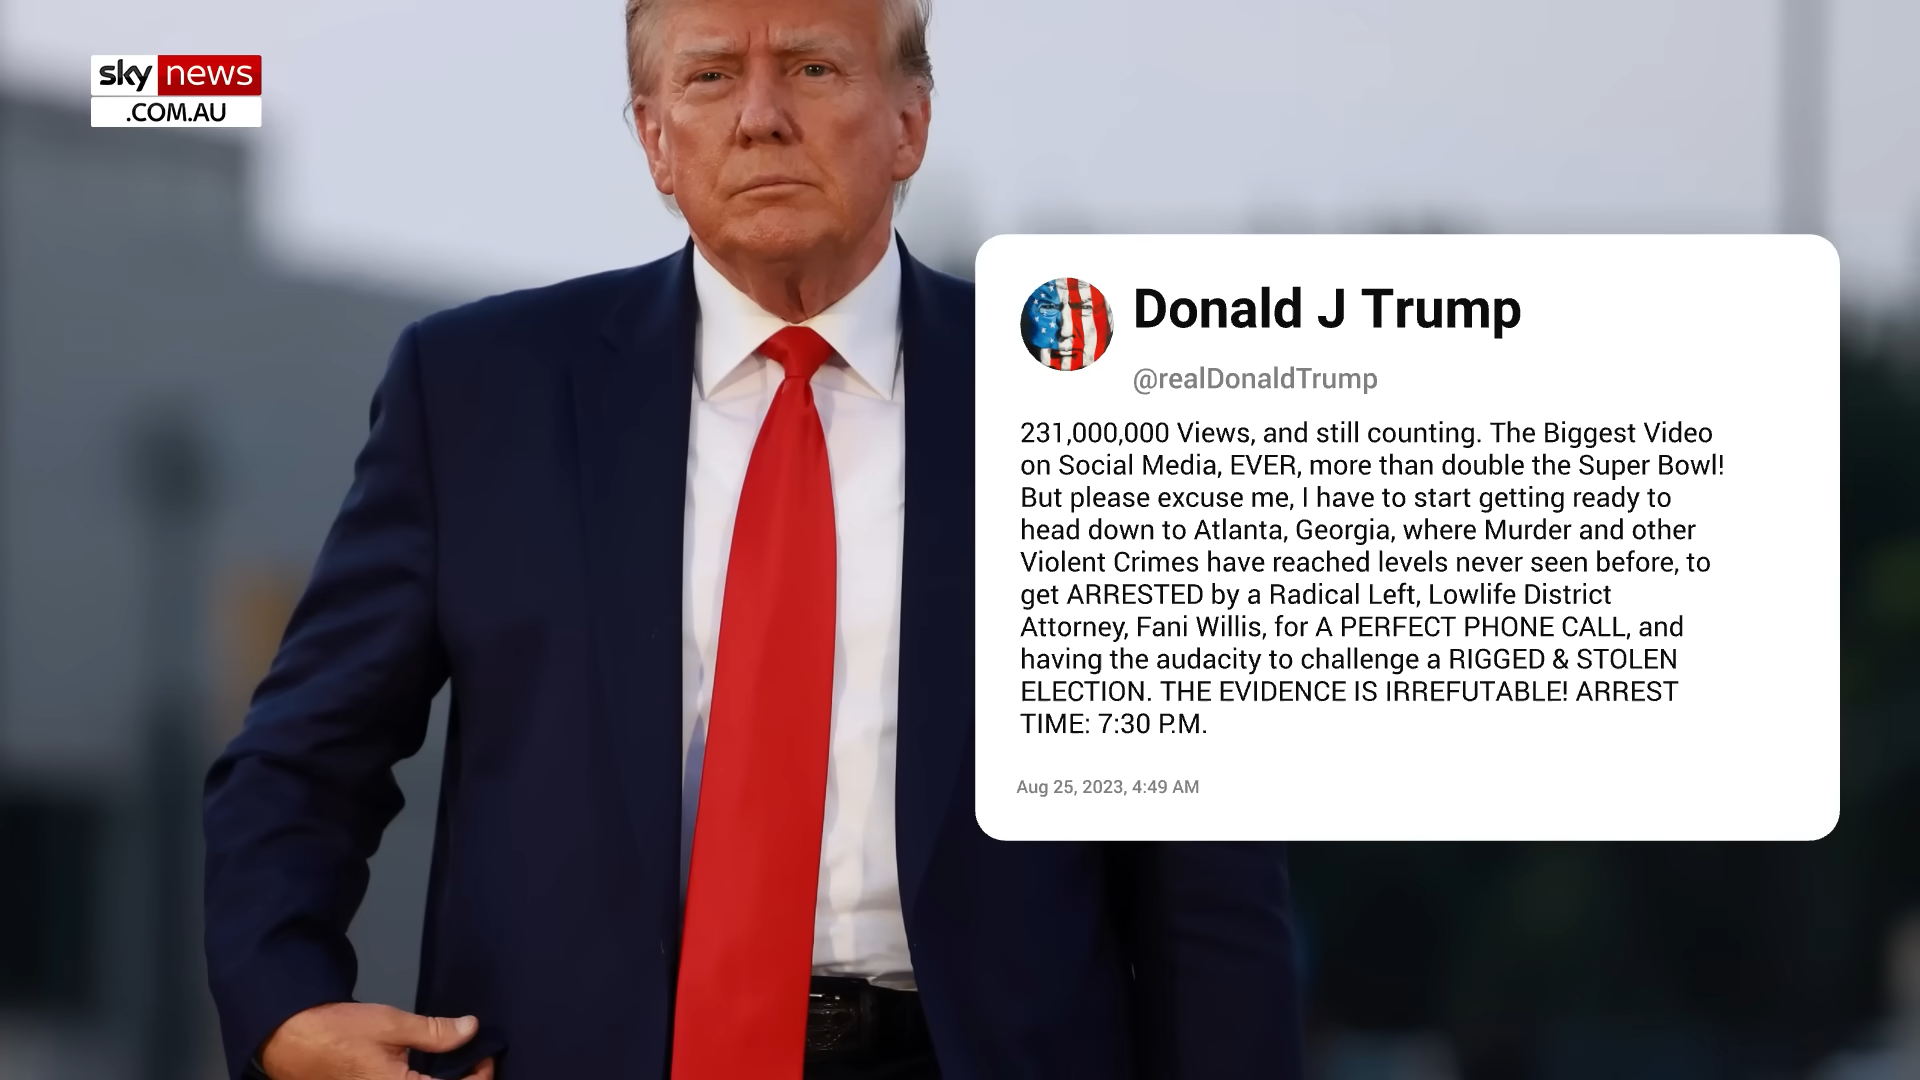 sky news
.COM.AU
Donald J Trump
@realDonaldTrump
231,000,000 Views, and still counting. The Biggest Video
on Social Media, EVER, more than double the Super Bowl!
But please excuse me, I have to start getting ready to
head down to Atlanta, Georgia, where Murder and other
Violent Crimes have reached levels never seen before, to
get ARRESTED by a Radical Left, Lowlife District
Attorney, Fani Willis, for A PERFECT PHONE CALL, and
having the audacity to challenge a RIGGED & STOLEN
ELECTION. THE EVIDENCE IS IRREFUTABLE! ARREST
TIME: 7:30 P.M.
Aug 25, 2023, 4:49 AM